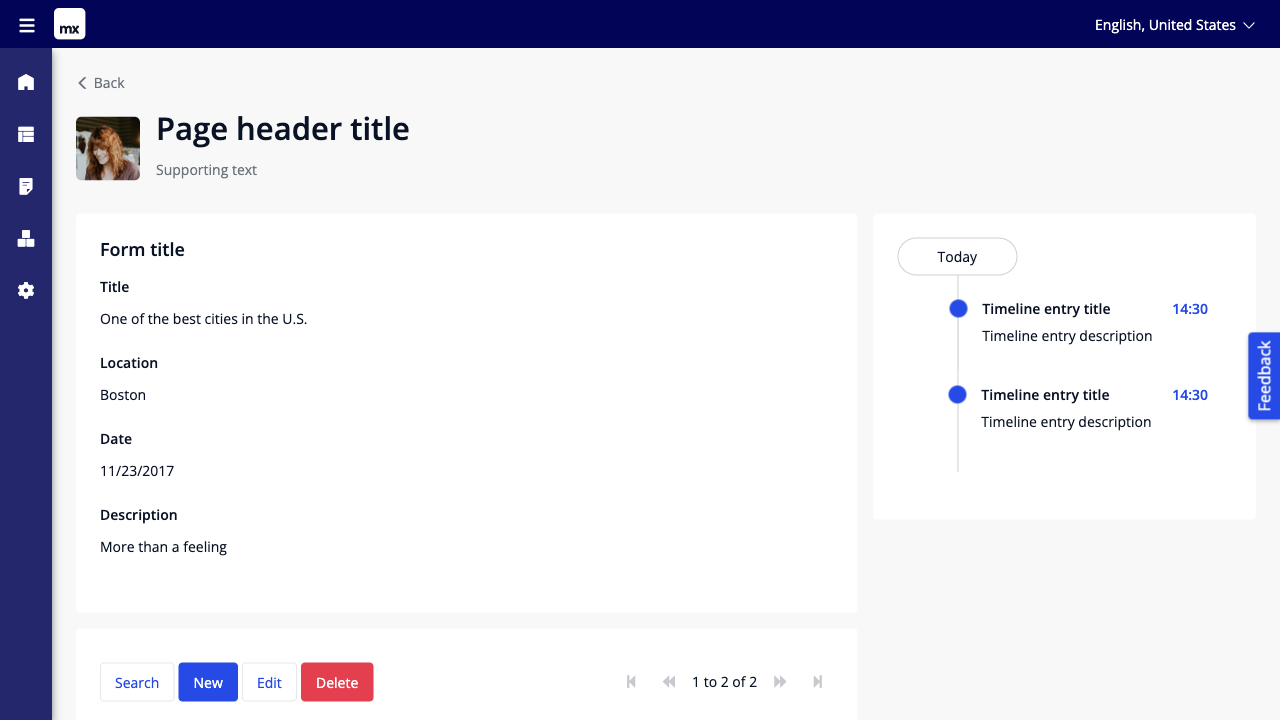 mx
English, United States
Back
Page header title
Supporting text
Form title
Title
One of the best cities in the U.S.
Location
Boston
Date
11/23/2017
Description
More than a feeling
Today
Timeline entry title 14:30
Timeline entry description
Timeline entry title 14:30
Timeline entry description
Feedback
Search New Edit Delete 1 to 2 of 2